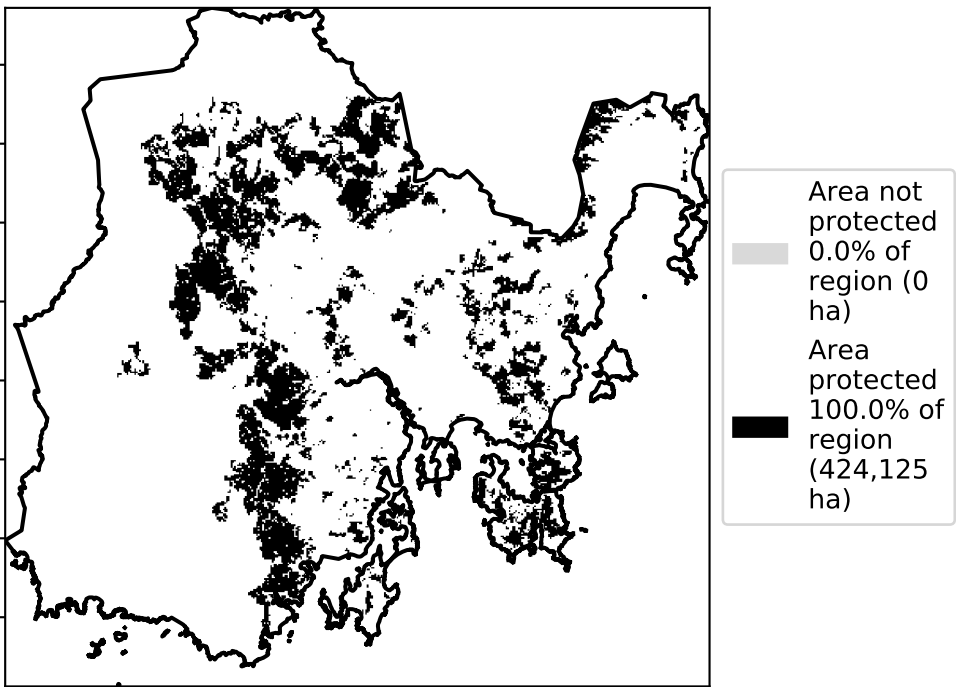 Area not
protected
0.0% of
region (0
ha)
Area
protected
100.0% of
region
(424,125
ha)